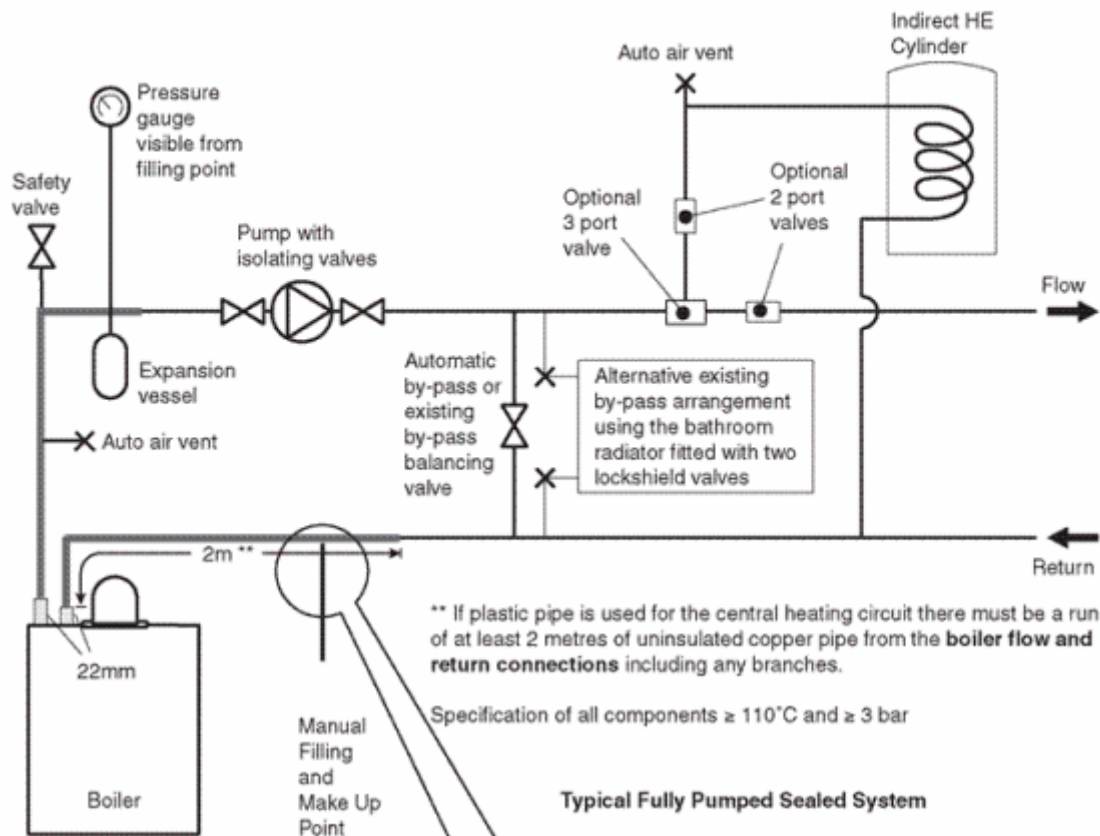 Indirect HE
Cylinder
Auto air vent
Pressure
gauge
visible from
filling point
Safety
valve
Optional
2 port
valves
Optional
3 port
valve
Pump with
isolating valves
Flow
Expansion
vessel
Automatic
by-pass or
existing
by-pass
balancing
valve
Alternative existing
by-pass arrangement
using the bathroom
radiator fitted with two
lockshield valves
Auto air vent
2m **
Return
** If plastic pipe is used for the central heating circuit there must be a run
of at least 2 metres of uninsulated copper pipe from the boiler flow and
return connections including any branches.
22mm
Specification of all components ≥ 110˚C and ≥ 3 bar
Manual
Filling
and
Make Up
Point
Boiler
Typical Fully Pumped Sealed System